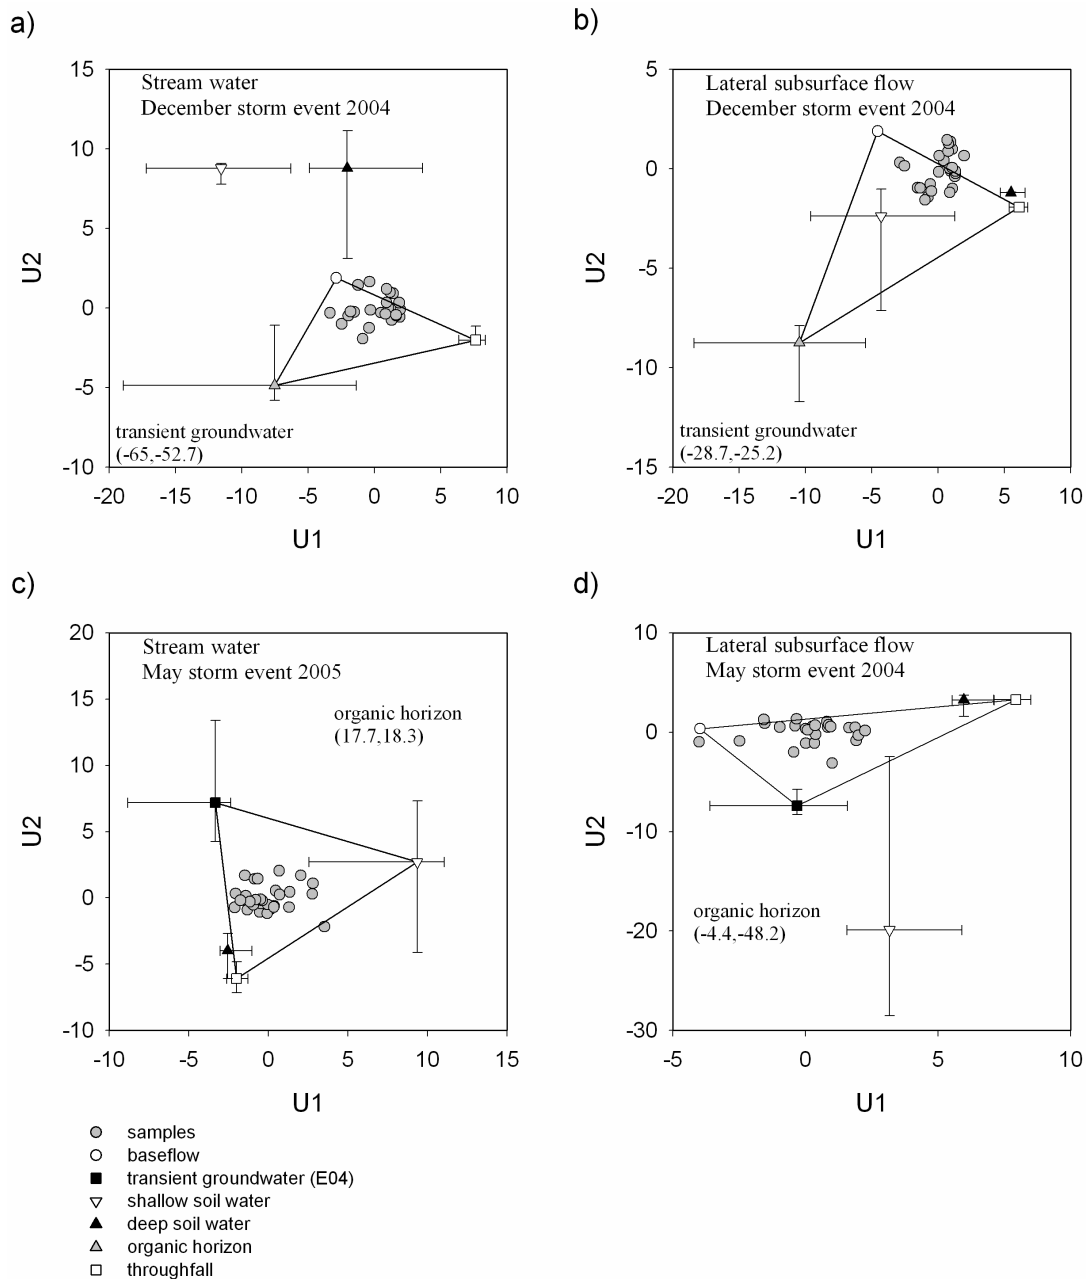 a)
Stream water
December storm event 2004
15
10
5
0
-5
-10
U2
transient groundwater
(-65,-52.7)
-20 -15 -10 -5 0 5 10
U1
b)
Lateral subsurface flow
December storm event 2004
5
0
-5
-10
-15
U2
transient groundwater
(-28.7,-25.2)
-20 -15 -10 -5 0 5 10
U1
c)
Stream water
May storm event 2005
organic horizon
(17.7,18.3)
20
15
10
5
0
-5
-10
U2
-10 -5 0 5 10 15
U1
d)
Lateral subsurface flow
May storm event 2004
10
0
-10
-20
-30
U2
organic horizon
(-4.4,-48.2)
-5 0 5 10
U1
samples
baseflow
transient groundwater (E04)
shallow soil water
deep soil water
organic horizon
throughfall